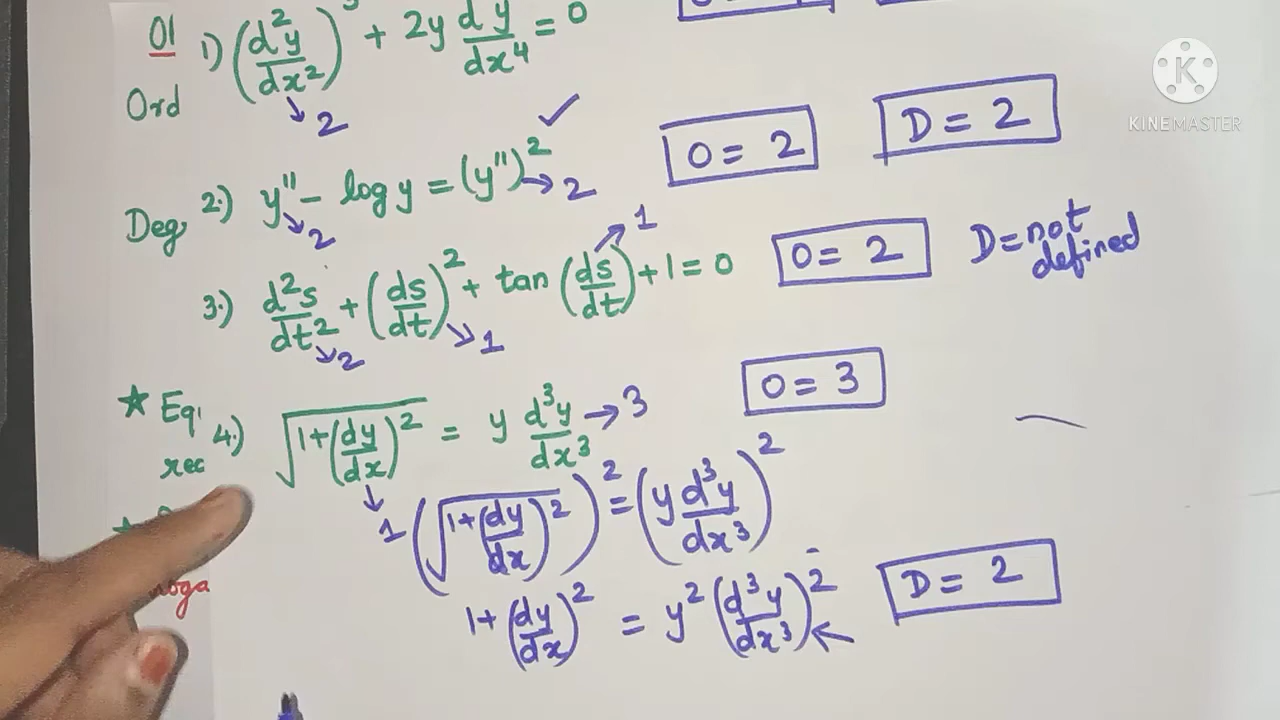 Q1 1) (d²y/dx²) + 2y dy/dx⁴ = 0
Ord → 2
2.) y'' - log y = (y'')² ✓ O = 2 D = 2
Deg → 2 → 2
3.) d²s/dt² + (ds/dt)² + tan (ds/dt) + 1 = 0 O = 2 D = not defined
→ 2 → 1 → 1
★ Eqⁿ 4.) √(1+(dy/dx)²) = y d³y/dx³ → 3 O = 3
rec → 1
(√(1+(dy/dx)²))² = (y d³y/dx³)²
1+(dy/dx)² = y² (d³y/dx³)² ← D = 2
KINEMASTER